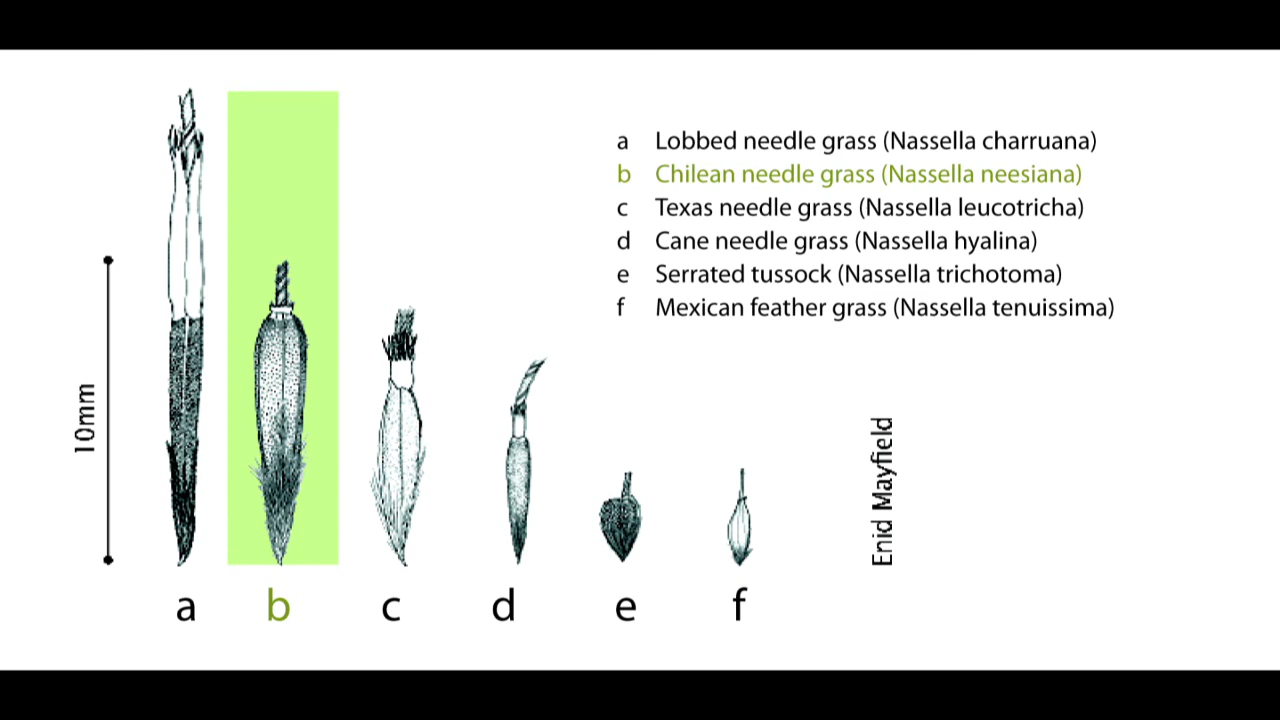 a Lobbed needle grass (Nassella charruana)
b Chilean needle grass (Nassella neesiana)
c Texas needle grass (Nassella leucotricha)
d Cane needle grass (Nassella hyalina)
e Serrated tussock (Nassella trichotoma)
f Mexican feather grass (Nassella tenuissima)
10mm
Enid Mayfield
a b c d e f